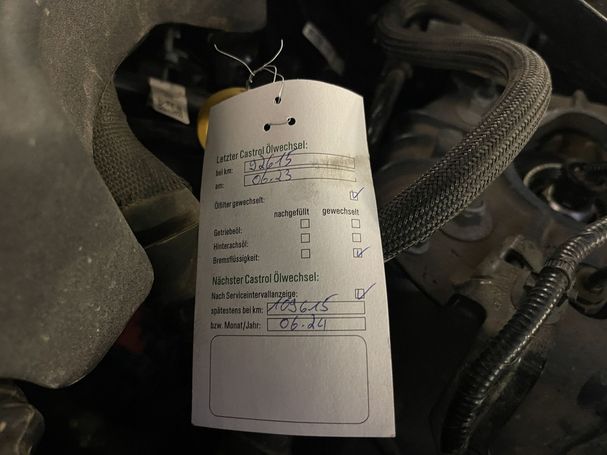 Letzter Castrol Ölwechsel:
bei km: 92615
am: 06.23
Ölfilter gewechselt:
nachgefüllt gewechselt
Getriebeöl:
Hinterachsöl:
Bremsflüssigkeit:
Nächster Castrol Ölwechsel:
Nach Serviceintervallanzeige:
spätestens bei km: 109615
bzw. Monat/Jahr: 06.24